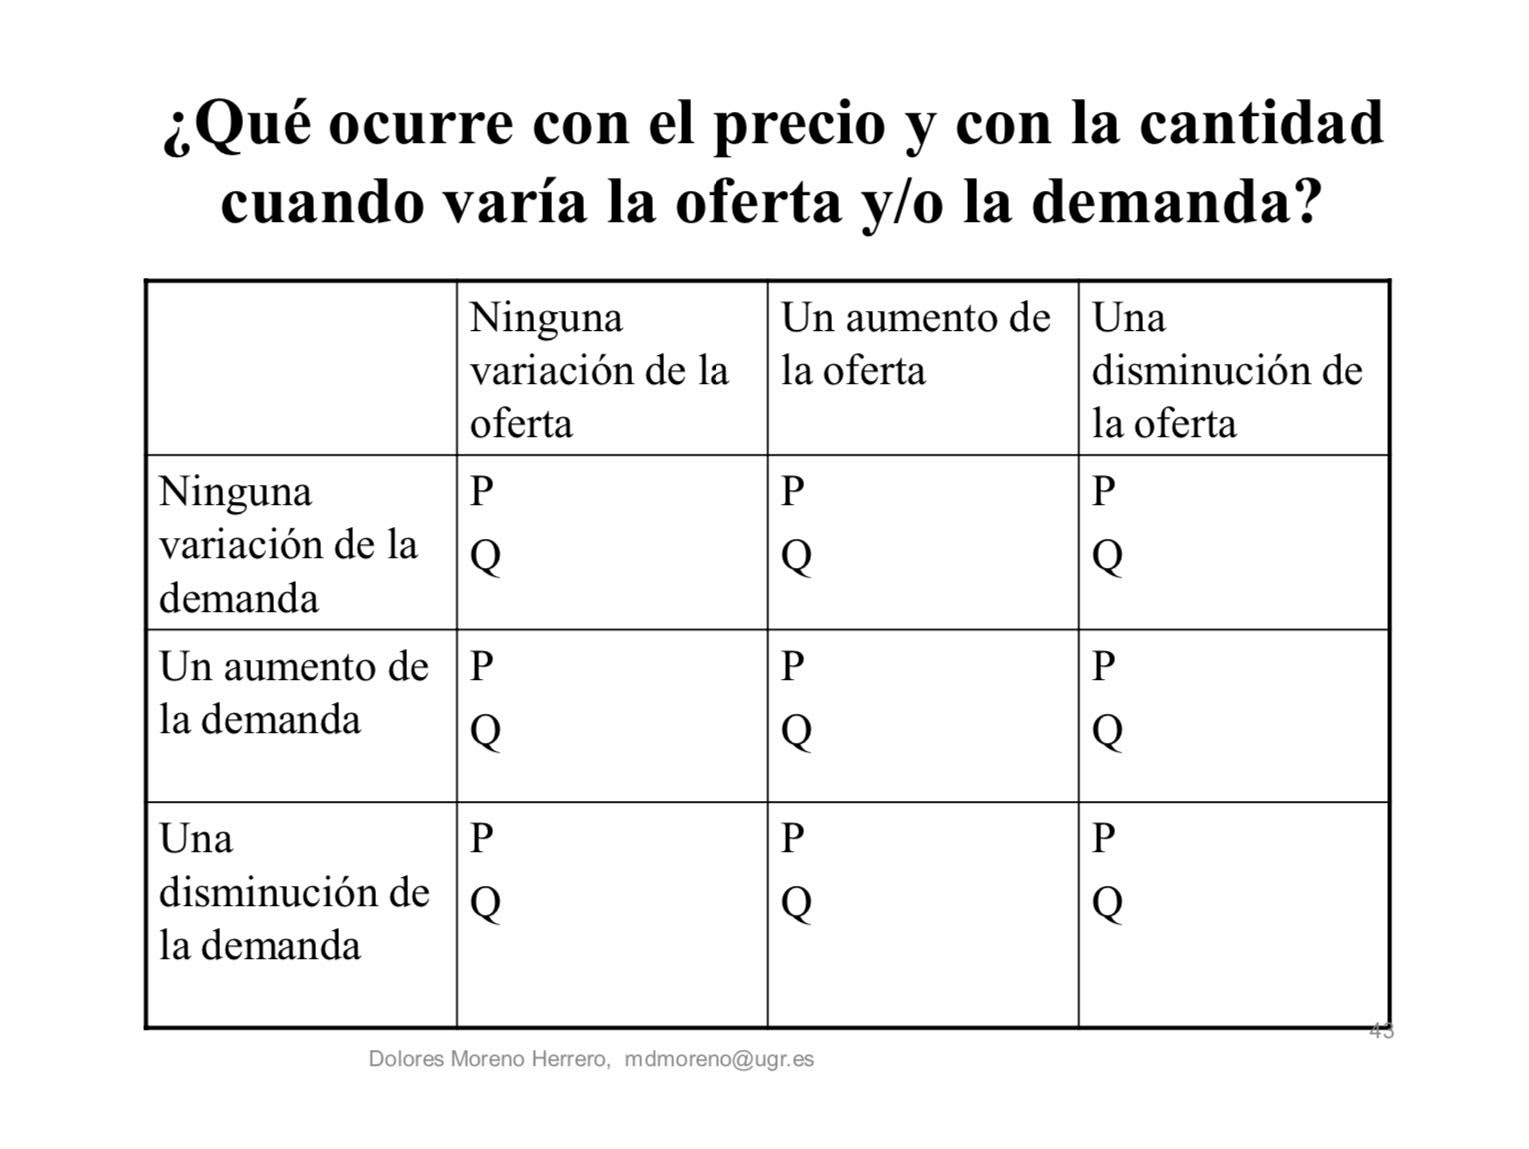 ¿Qué ocurre con el precio y con la cantidad
cuando varía la oferta y/o la demanda?
Ninguna
variación de la
oferta
Un aumento de
la oferta
Una
disminución de
la oferta
Ninguna
variación de la
demanda
P
Q
P
Q
P
Q
Un aumento de
la demanda
P
Q
P
Q
P
Q
Una
disminución de
la demanda
P
Q
P
Q
P
Q
43
Dolores Moreno Herrero, mdmoreno@ugr.es